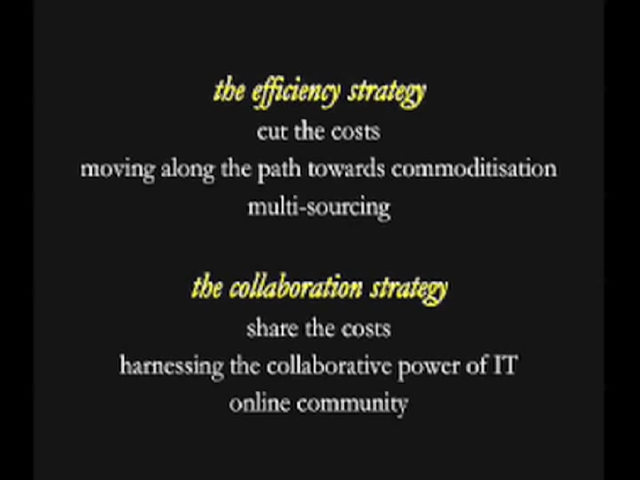 the efficiency strategy
cut the costs
moving along the path towards commoditisation
multi-sourcing
the collaboration strategy
share the costs
harnessing the collaborative power of IT
online community